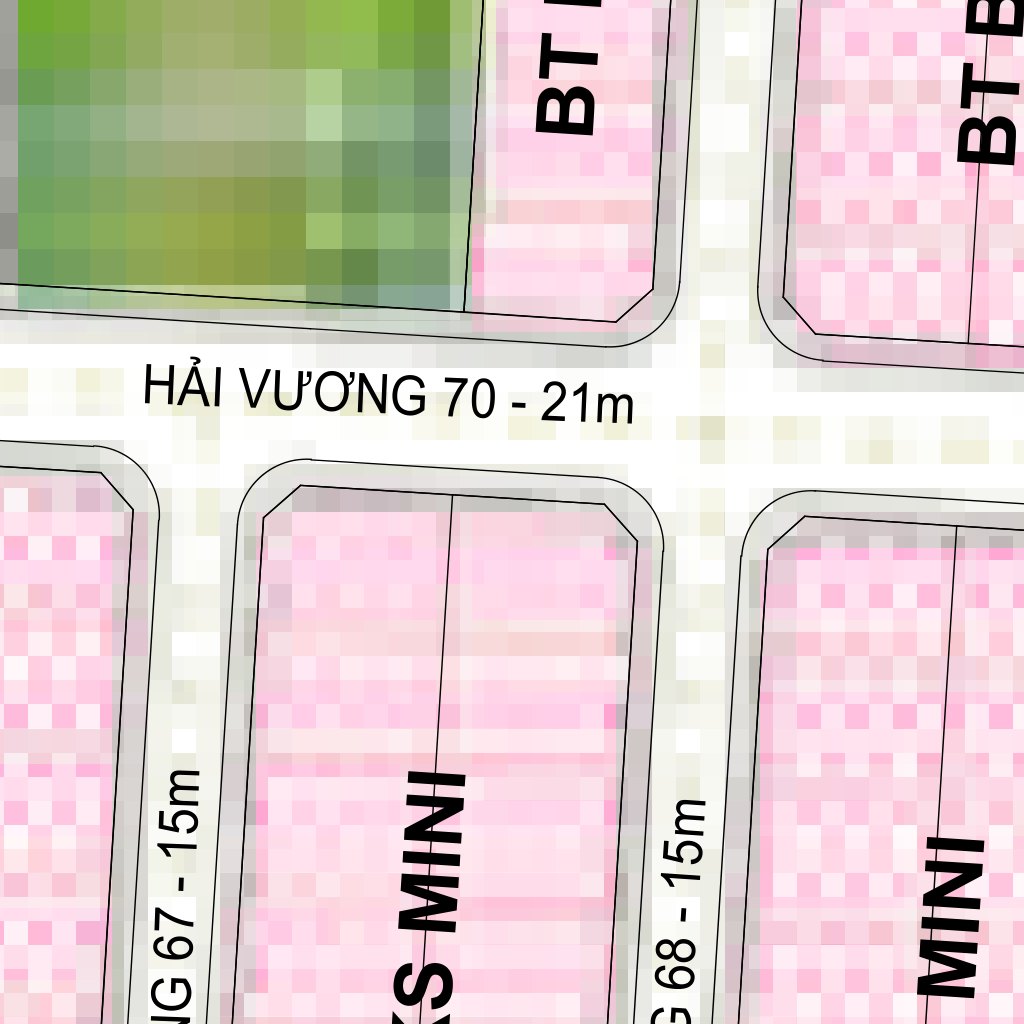 BT
BT
HẢI VƯƠNG 70 - 21m
67 - 15m
KS MINI
68 - 15m
MINI